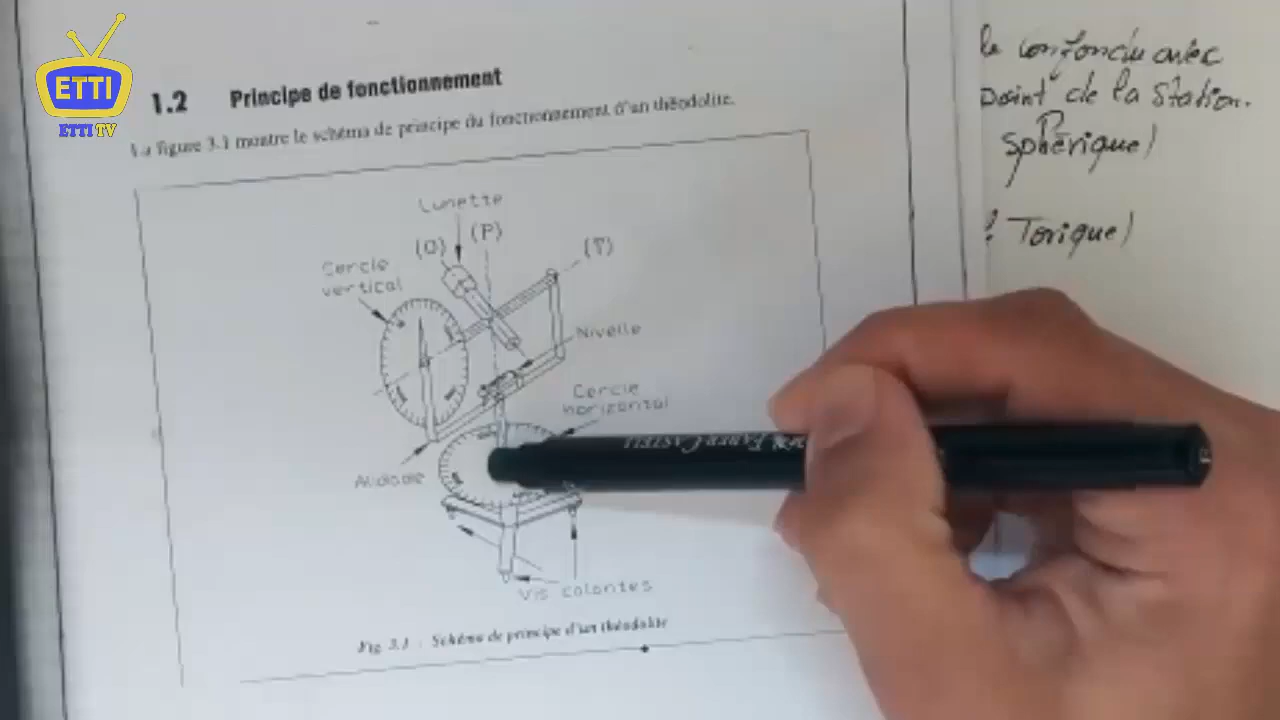 ETTI
ETTI TV
1.2 Principe de fonctionnement
La figure 3.1 montre le schéma de principe du fonctionnement d'un théodolite.
Lunette
(O) (P) (T)
Cercle
vertical
Nivelle
Cercle
horizontal
Alidade
Vis calantes
Fig 3.1 : Schéma de principe d'un théodolite
FABER-CASTELL
avec
point de la Station.
Sphérique)
Torique)